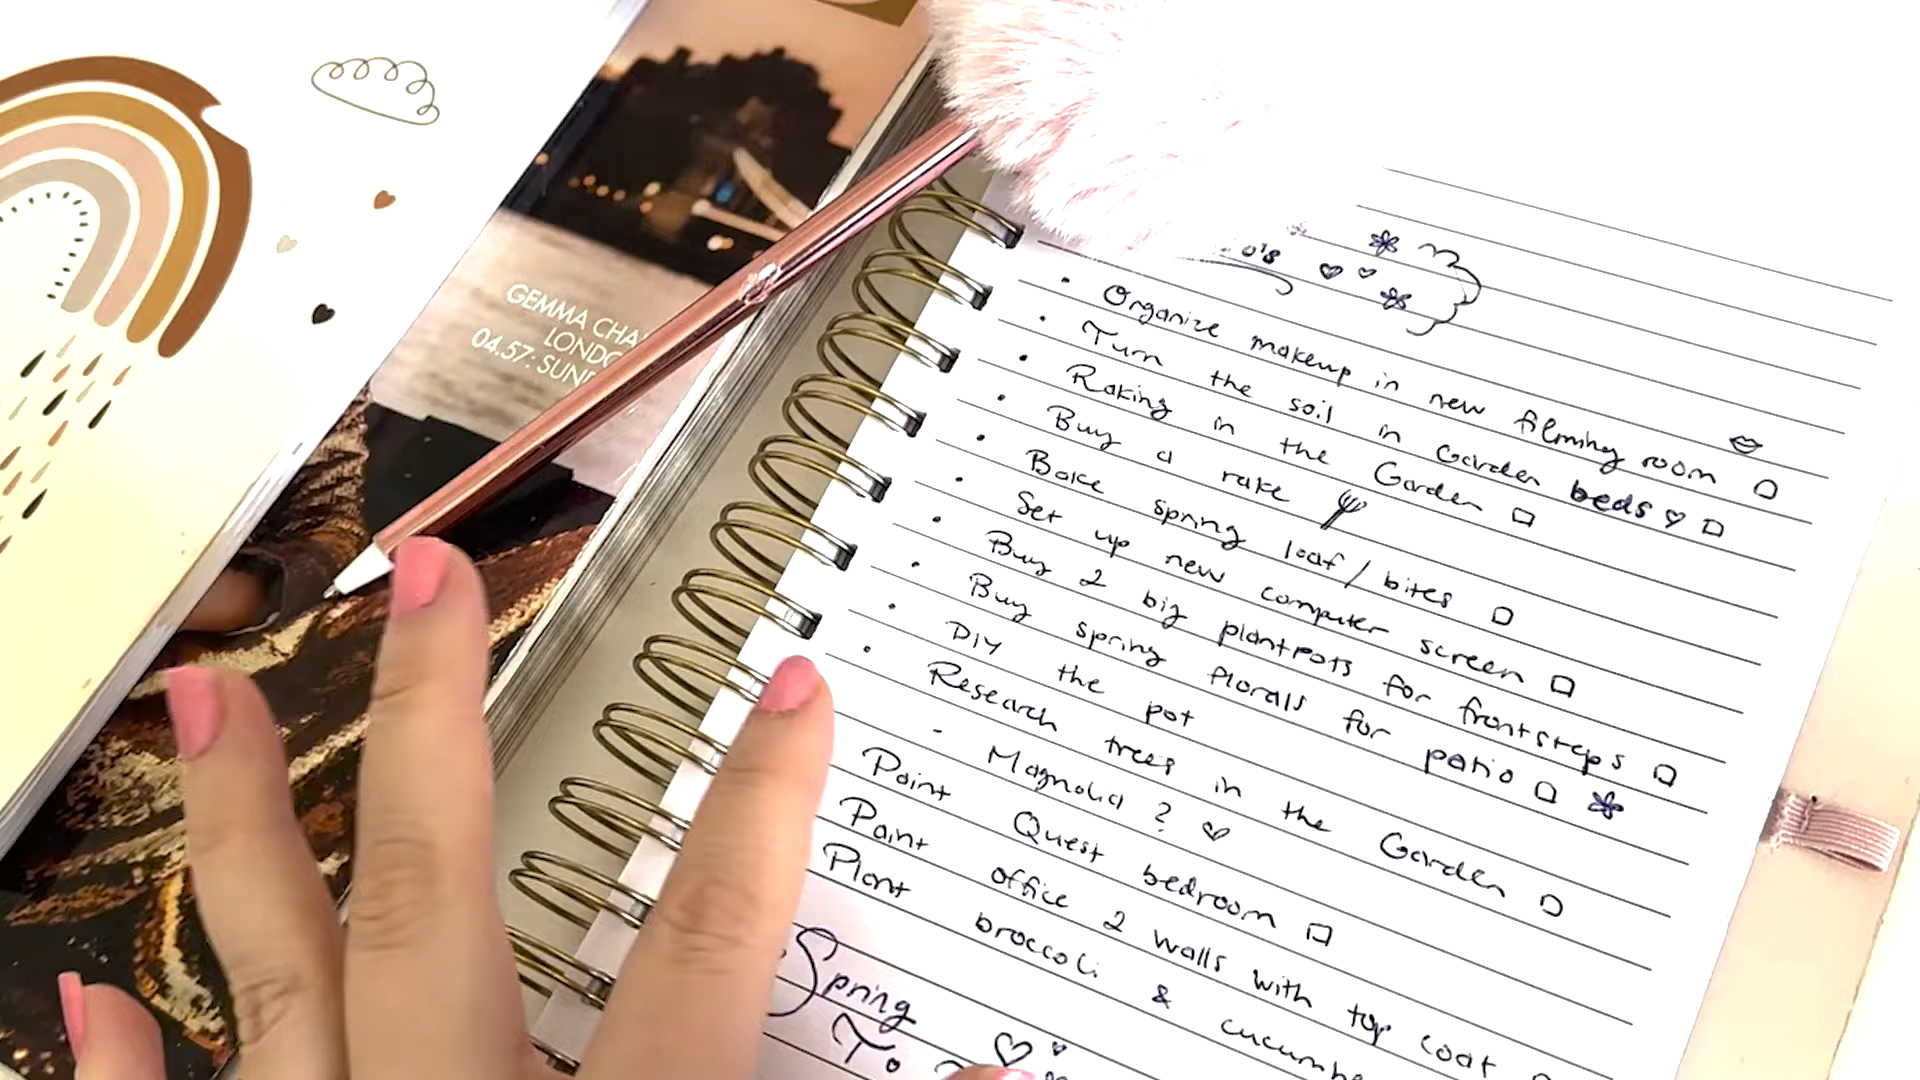 GEMMA
04.57:
o's
• Organize makeup in new filming room
• Turn the soil in Garden beds
• Raking in the Garden
• Buy a rake
• Bake spring loaf / bites
• Set up new computer screen
• Buy 2 big plantpots for frontsteps
• Buy spring florals for patio
• DIY the pot
• Research trees in the Garden
- Magnolia ?
Paint Guest bedroom
Paint office 2 walls with top coat
Plant broccoli &
Spring
To